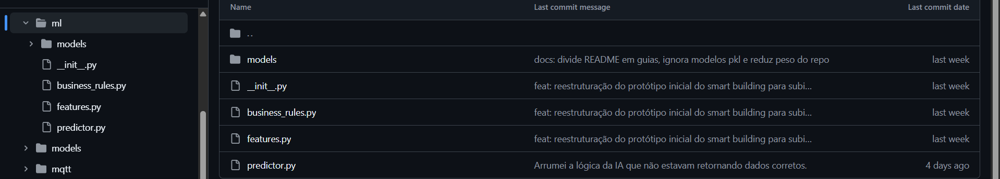 ml
models
__init__.py
business_rules.py
features.py
predictor.py
models
mqtt
Name Last commit message Last commit date
..
models docs: divide README em guias, ignora modelos pkl e reduz peso do repo last week
__init__.py feat: reestruturação do protótipo inicial do smart building para subi... last week
business_rules.py feat: reestruturação do protótipo inicial do smart building para subi... last week
features.py feat: reestruturação do protótipo inicial do smart building para subi... last week
predictor.py Arrumei a lógica da IA que não estavam retornando dados corretos. 4 days ago